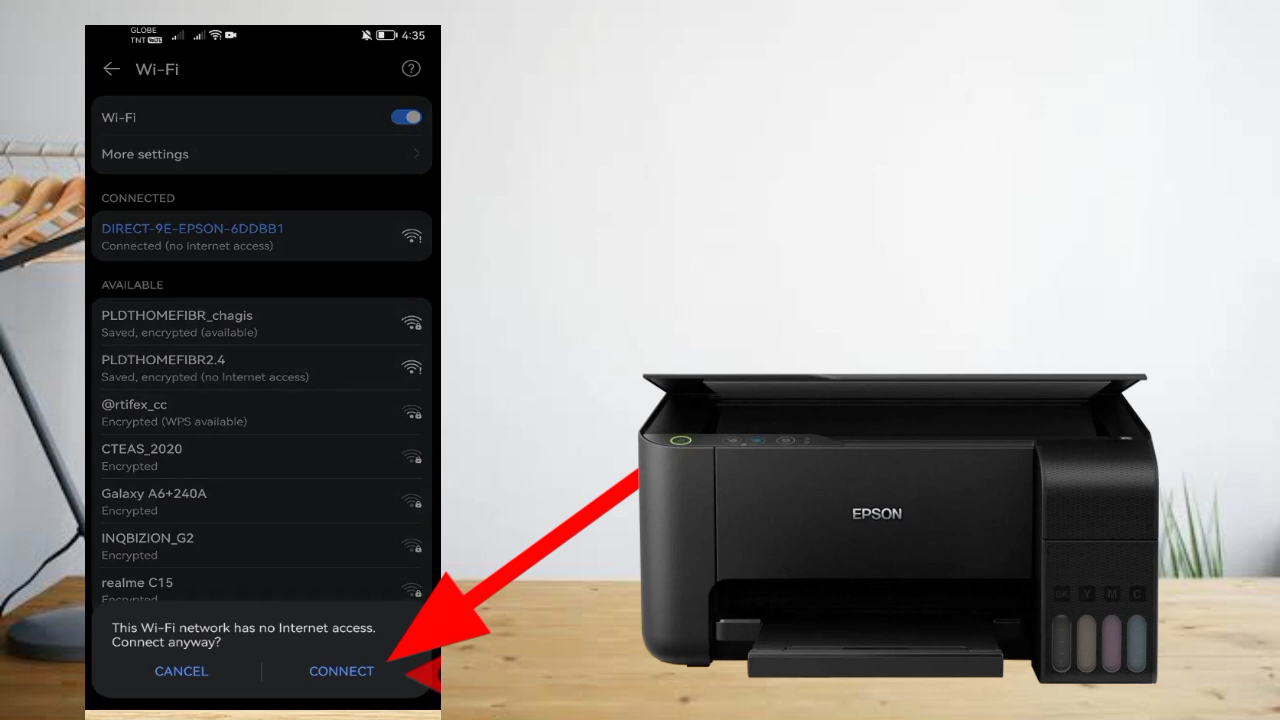 GLOBE
TNT
4:35
Wi-Fi
Wi-Fi
More settings
CONNECTED
DIRECT-9E-EPSON-6DDBB1
Connected (no Internet access)
AVAILABLE
PLDTHOMEFIBR_chagis
Saved, encrypted (available)
PLDTHOMEFIBR2.4
Saved, encrypted (no Internet access)
@rtifex_cc
Encrypted (WPS available)
CTEAS_2020
Encrypted
Galaxy A6+240A
Encrypted
INQBIZION_G2
Encrypted
realme C15
Encrypted
This Wi-Fi network has no Internet access.
Connect anyway?
CANCEL
CONNECT
EPSON
BK Y M C